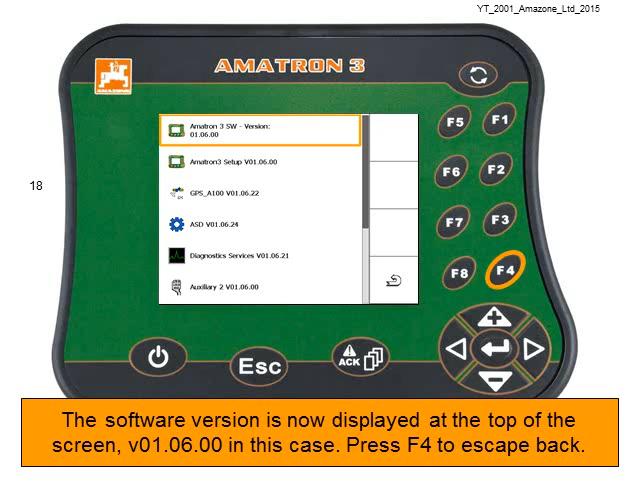 YT_2001_Amazone_Ltd_2015
AMAZONE
AMATRON 3
Amatron 3 SW - Version:
01.06.00
Amatron3 Setup V01.06.00
GPS_A100 V01.06.22
ASD V01.06.24
Diagnostics Services V01.06.21
Auxiliary 2 V01.06.00
F5
F1
F6
F2
F7
F3
F8
F4
18
Esc
ACK
The software version is now displayed at the top of the
screen, v01.06.00 in this case. Press F4 to escape back.